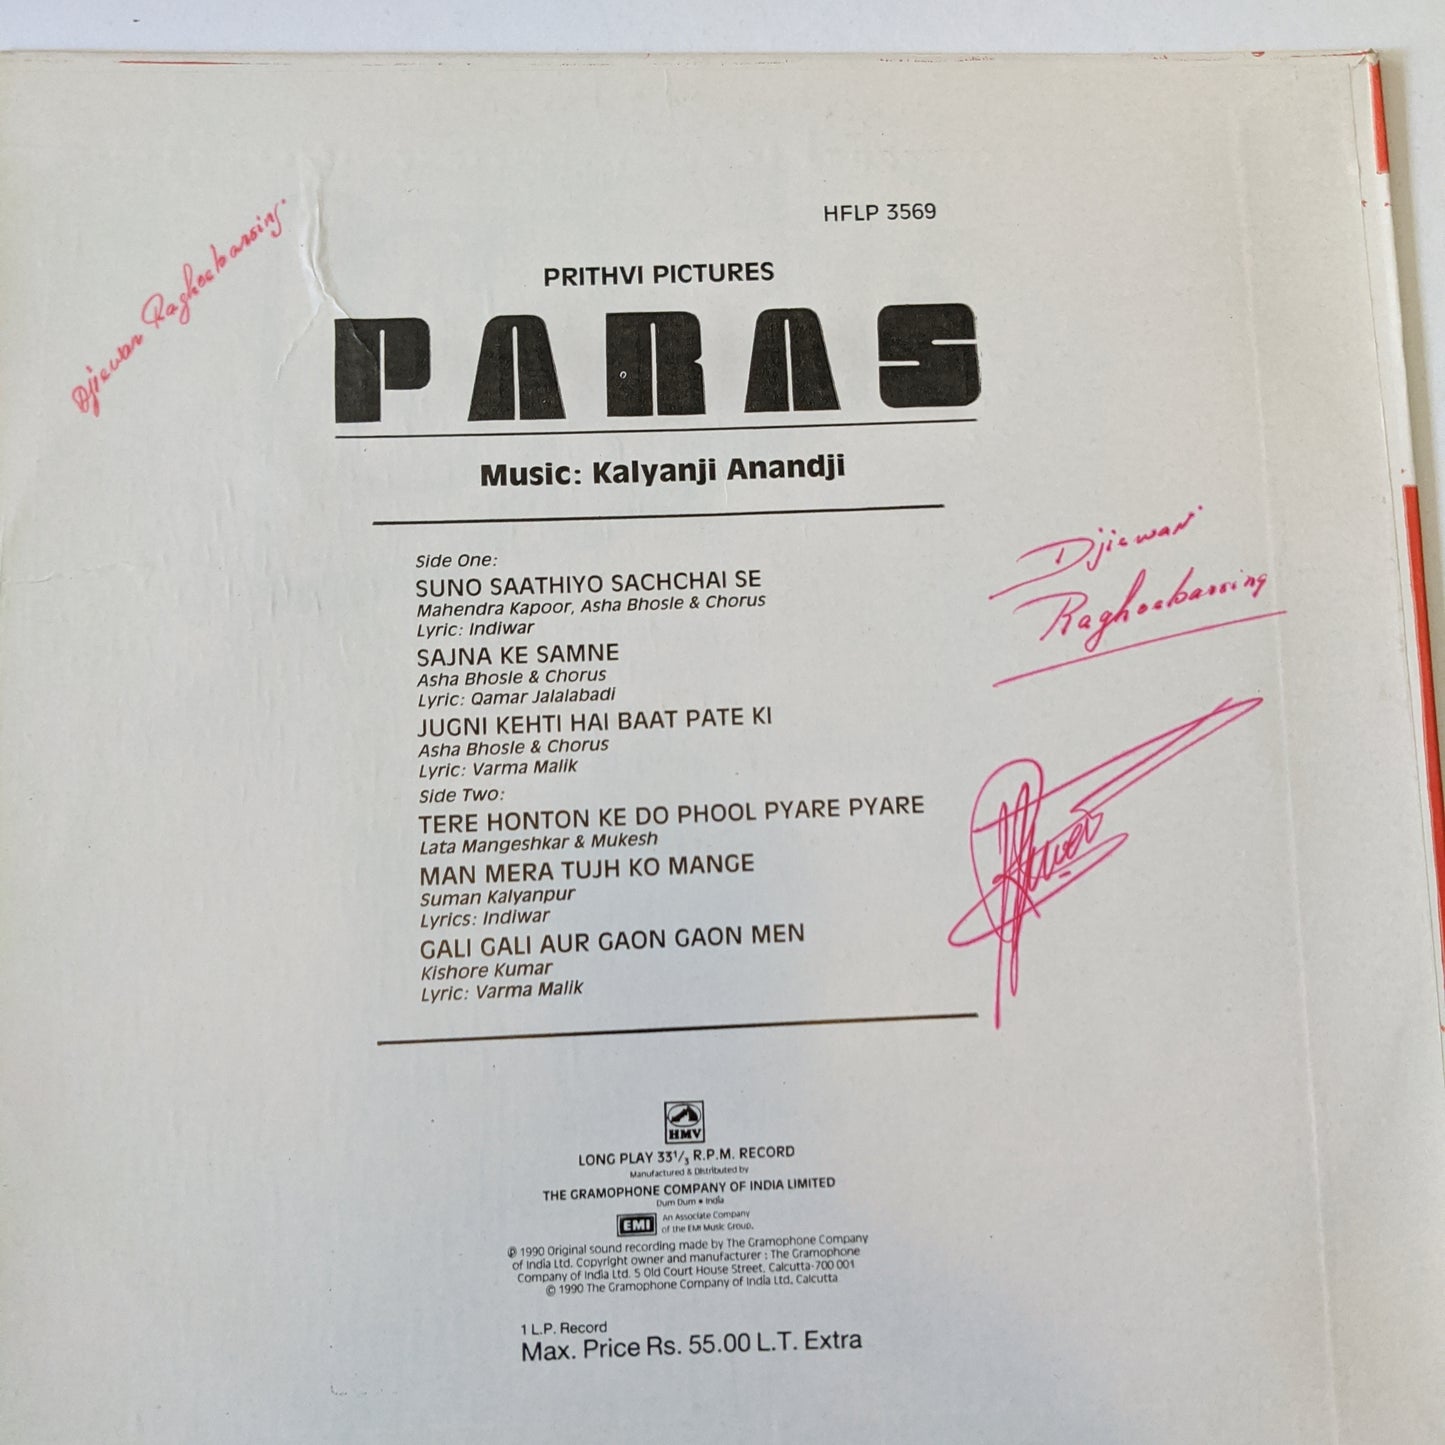 HFLP 3569
PRITHVI PICTURES
PARAS
Music: Kalyanji Anandji
Djiewan Raghoebarsing
Side One:
SUNO SAATHIYO SACHCHAI SE
Mahendra Kapoor, Asha Bhosle & Chorus
Lyric: Indiwar
SAJNA KE SAMNE
Asha Bhosle & Chorus
Lyric: Qamar Jalalabadi
JUGNI KEHTI HAI BAAT PATE KI
Asha Bhosle & Chorus
Lyric: Varma Malik
Side Two:
TERE HONTON KE DO PHOOL PYARE PYARE
Lata Mangeshkar & Mukesh
MAN MERA TUJH KO MANGE
Suman Kalyanpur
Lyrics: Indiwar
GALI GALI AUR GAON GAON MEN
Kishore Kumar
Lyric: Varma Malik
Djiewan
Raghoebarsing
HMV
LONG PLAY 33 1/3 R.P.M. RECORD
Manufactured & Distributed by
THE GRAMOPHONE COMPANY OF INDIA LIMITED
Dum Dum • India
EMI
An Associate Company
of the EMI Music Group.
℗ 1990 Original sound recording made by The Gramophone Company
of India Ltd. Copyright owner and manufacturer : The Gramophone
Company of India Ltd. 5 Old Court House Street, Calcutta-700 001
© 1990 The Gramophone Company of India Ltd. Calcutta
1 L.P. Record
Max. Price Rs. 55.00 L.T. Extra